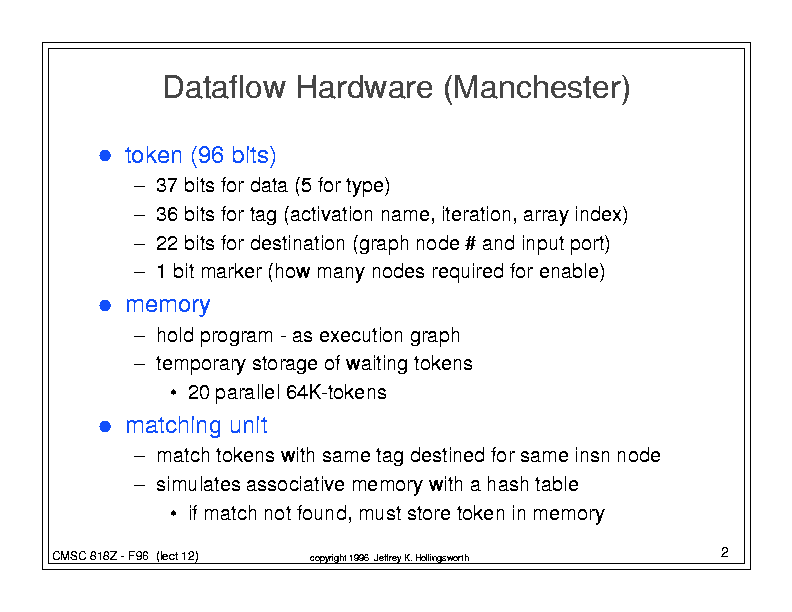 Dataflow Hardware (Manchester)
● token (96 bits)
– 37 bits for data (5 for type)
– 36 bits for tag (activation name, iteration, array index)
– 22 bits for destination (graph node # and input port)
– 1 bit marker (how many nodes required for enable)
● memory
– hold program - as execution graph
– temporary storage of waiting tokens
• 20 parallel 64K-tokens
● matching unit
– match tokens with same tag destined for same insn node
– simulates associative memory with a hash table
• if match not found, must store token in memory
CMSC 818Z - F96 (lect 12)
copyright 1996 Jeffrey K. Hollingsworth
2